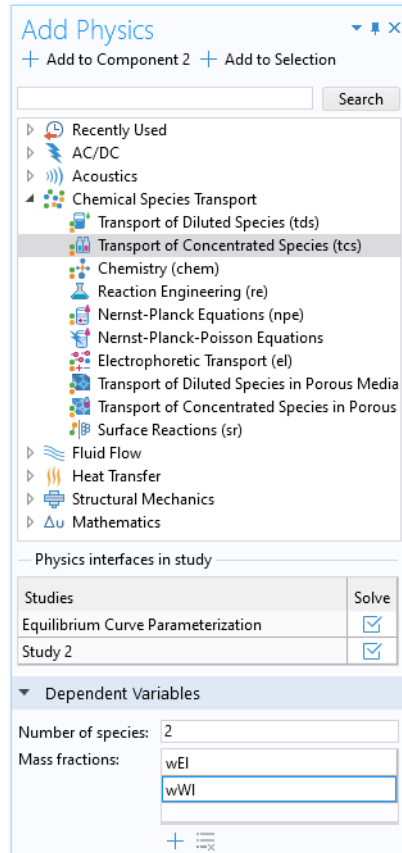 Add Physics
Add to Component 2 Add to Selection
Search
Recently Used
AC/DC
Acoustics
Chemical Species Transport
Transport of Diluted Species (tds)
Transport of Concentrated Species (tcs)
Chemistry (chem)
Reaction Engineering (re)
Nernst-Planck Equations (npe)
Nernst-Planck-Poisson Equations
Electrophoretic Transport (el)
Transport of Diluted Species in Porous Media
Transport of Concentrated Species in Porous
Surface Reactions (sr)
Fluid Flow
Heat Transfer
Structural Mechanics
Δu Mathematics
Physics interfaces in study
Studies Solve
Equilibrium Curve Parameterization
Study 2
Dependent Variables
Number of species: 2
Mass fractions: wEl
wWl